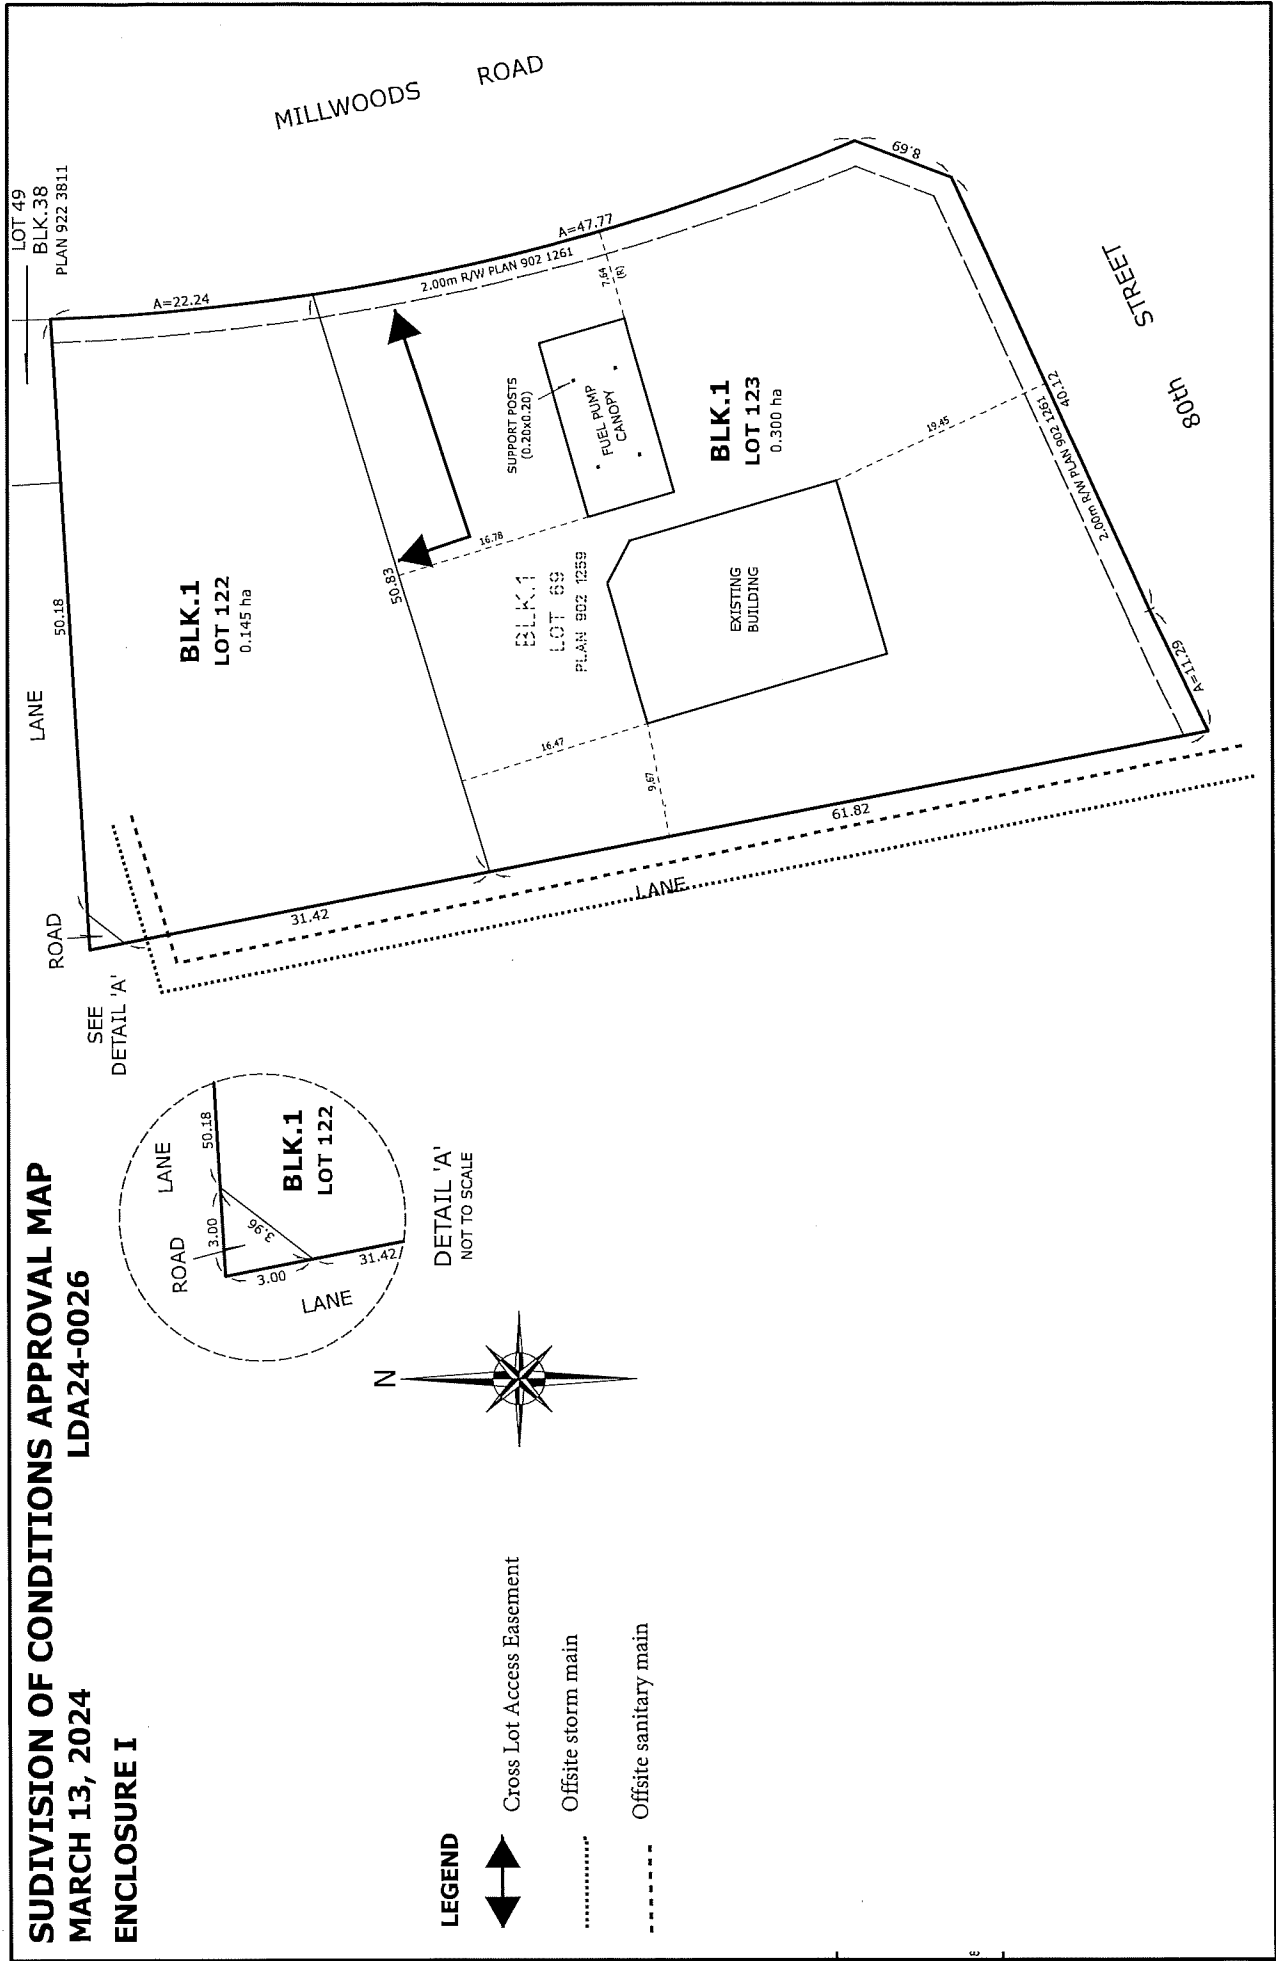 SUDIVISION OF CONDITIONS APPROVAL MAP
MARCH 13, 2024
LDA24-0026
ENCLOSURE I
LEGEND
Cross Lot Access Easement
Offsite storm main
Offsite sanitary main
N
ROAD
LANE
50.18
3.00
3.96
BLK.1
LOT 122
3.00
31.42
LANE
DETAIL 'A'
NOT TO SCALE
SEE
DETAIL 'A'
ROAD
LANE
50.18
LOT 49
BLK.38
PLAN 922 3811
MILLWOODS ROAD
A=22.24
BLK.1
LOT 122
0.145 ha
31.42
50.83
2.00m R/W PLAN 902 1261
A=47.77
7.64
(R)
SUPPORT POSTS
(0.20x0.20)
FUEL PUMP
CANOPY
16.78
BLK.1
LOT 69
PLAN 902 1259
BLK.1
LOT 123
0.300 ha
EXISTING
BUILDING
16.47
9.67
19.45
61.82
LANE
8.69
40.12
2.00m R/W PLAN 902 1261
A=11.29
80th STREET